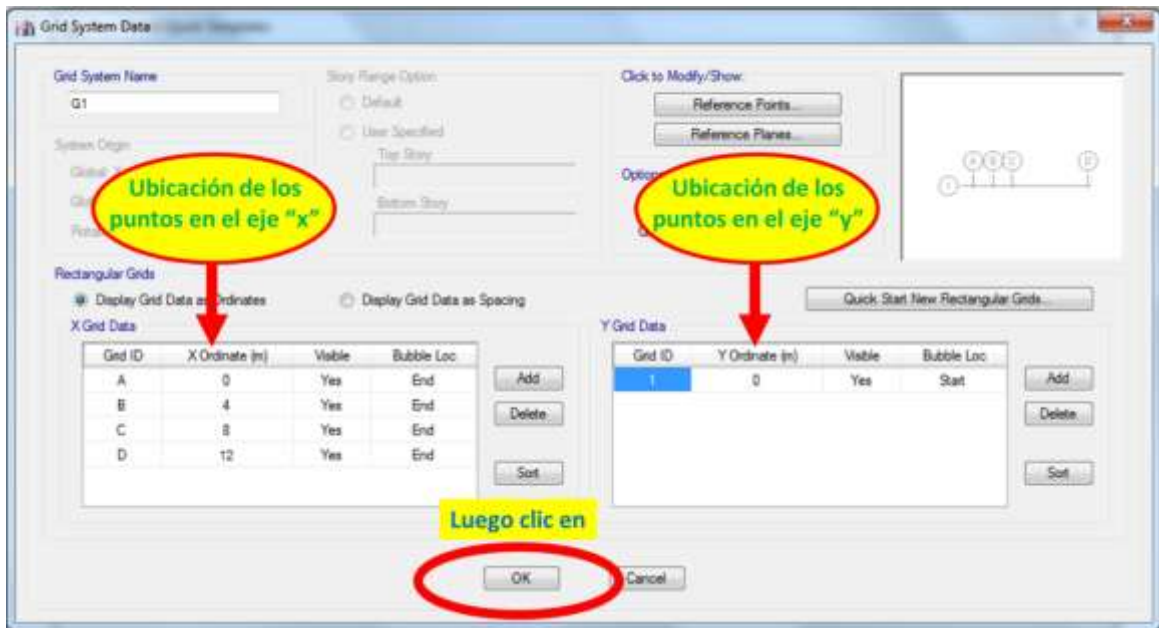 Grid System Data
Grid System Name
G1
System Origin
Global
Story Range Option
Default
User Specified
Top Story
Bottom Story
Click to Modify/Show:
Reference Points...
Reference Planes...
Options
A B C D
1
Ubicación de los
puntos en el eje "x"
Ubicación de los
puntos en el eje "y"
Rectangular Grids
Display Grid Data as Ordinates
Display Grid Data as Spacing
Quick Start New Rectangular Grids...
X Grid Data
Grid ID X Ordinate (m) Visible Bubble Loc
A 0 Yes End
B 4 Yes End
C 8 Yes End
D 12 Yes End
Add
Delete
Sort
Y Grid Data
Grid ID Y Ordinate (m) Visible Bubble Loc
1 0 Yes Start
Add
Delete
Sort
Luego clic en
OK
Cancel